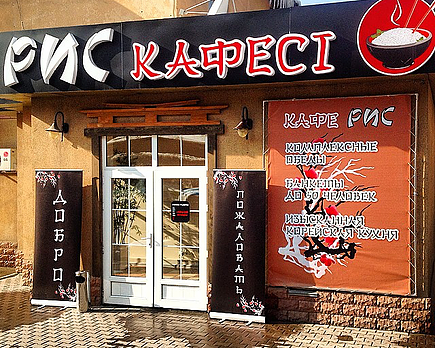 РИС КАФЕСІ
КАФЕ РИС
КОМПЛЕКСНЫЕ
ОБЕДЫ
БАНКЕТЫ
ДО 50 ЧЕЛОВЕК
ИЗЫСКАННАЯ
КОРЕЙСКАЯ КУХНЯ
ДОБРО
ПОЖАЛОВАТЬ